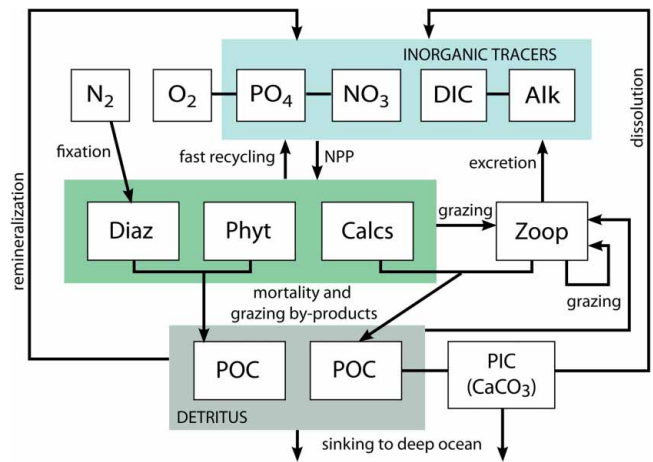 INORGANIC TRACERS
N2
O2
PO4
NO3
DIC
Alk
dissolution
fixation
fast recycling
NPP
excretion
remineralization
Diaz
Phyt
Calcs
grazing
Zoop
grazing
mortality and
grazing by-products
POC
POC
PIC
(CaCO3)
DETRITUS
sinking to deep ocean